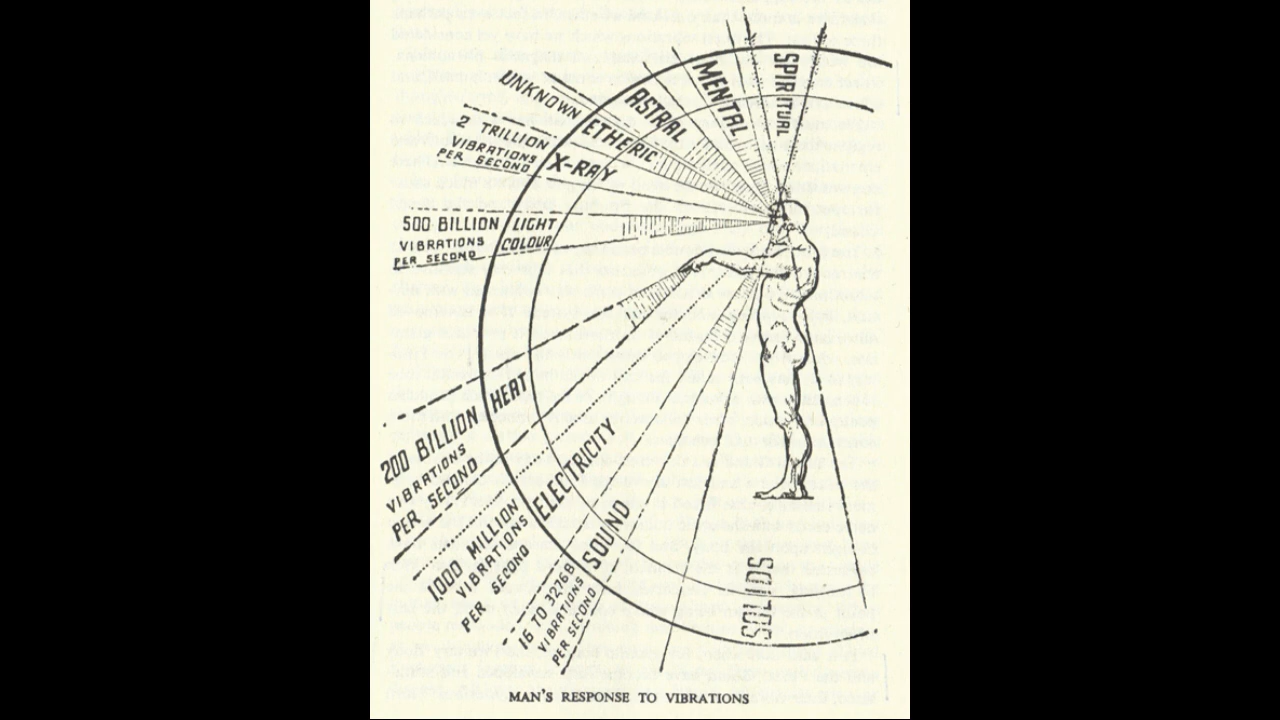 SPIRITUAL
MENTAL
ASTRAL
ETHERIC
UNKNOWN
X-RAY
2 TRILLION
VIBRATIONS
PER SECOND
LIGHT
COLOUR
500 BILLION
VIBRATIONS
PER SECOND
HEAT
200 BILLION
VIBRATIONS
PER SECOND
ELECTRICITY
1000 MILLION
VIBRATIONS
PER SECOND
SOUND
16 TO 32768
VIBRATIONS
PER SECOND
SOLIDS
MAN'S RESPONSE TO VIBRATIONS